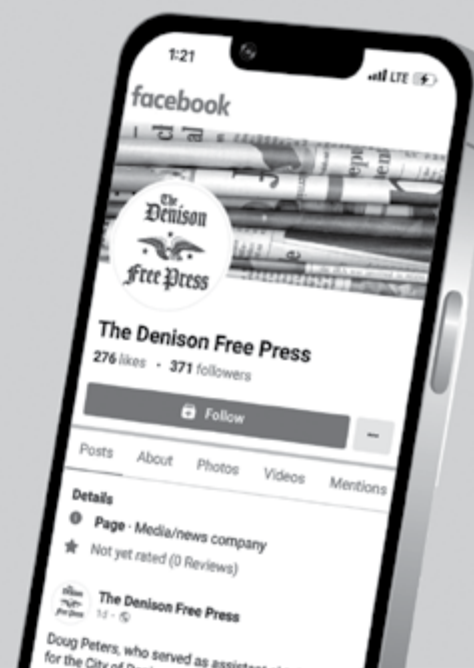 1:21
LTE
facebook
The
Denison
Free Press
The Denison Free Press
276 likes · 371 followers
Follow
Posts About Photos Videos Mentions
Details
Page · Media/news company
Not yet rated (0 Reviews)
The Denison Free Press
1d ·
Doug Peters, who served as
for the City of